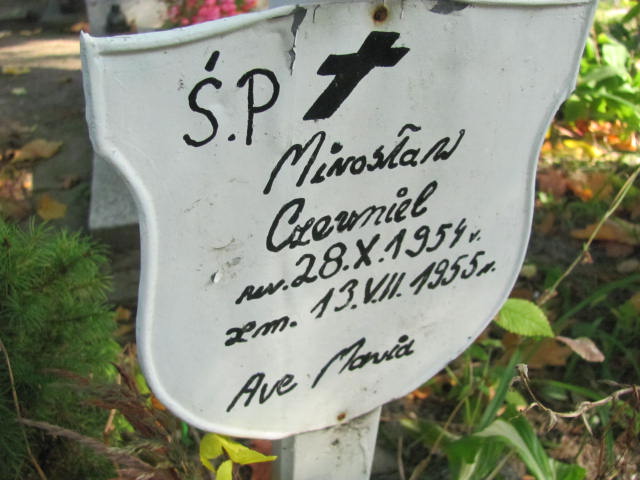 Ś.P
Mirosław
Czerniel
ur. 28.X.1954 r.
zm. 13.VII.1955 r.
Ave Maria